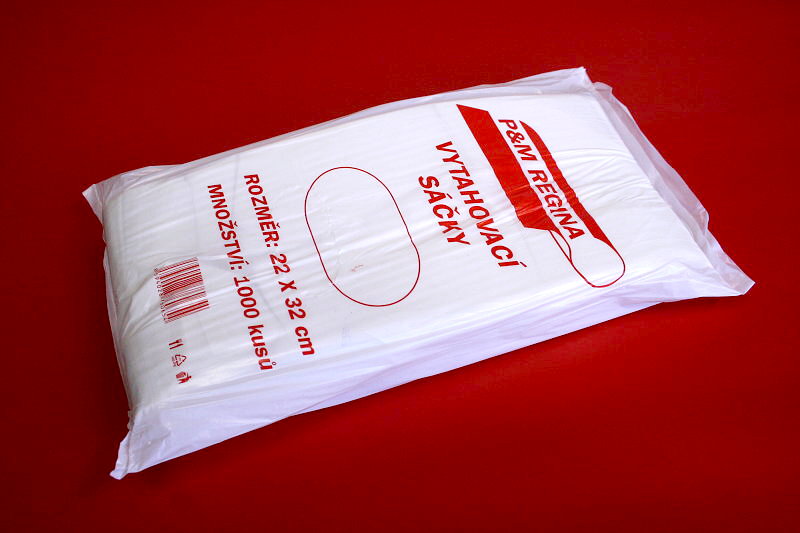 P&M REGINA
VYTAHOVACÍ
SÁČKY
ROZMĚR: 22 X 32 cm
MNOŽSTVÍ: 1000 kusů